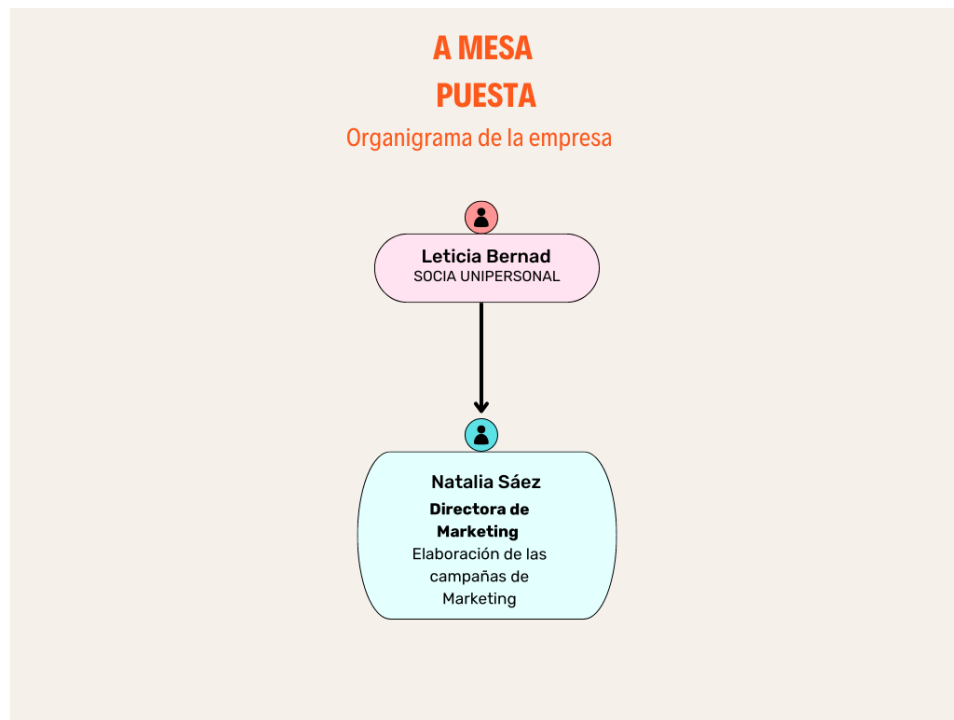 A MESA
PUESTA
Organigrama de la empresa
Leticia Bernad
SOCIA UNIPERSONAL
Natalia Sáez
Directora de
Marketing
Elaboración de las
campañas de
Marketing